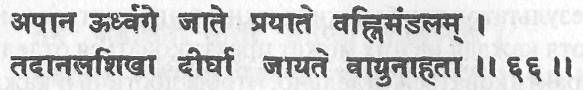 अपान ऊर्ध्वगे जाते प्रयाते वह्निमंडलम् ।
तदानलशिखा दीर्घा जायते वायुनाहता ॥ ६६ ॥